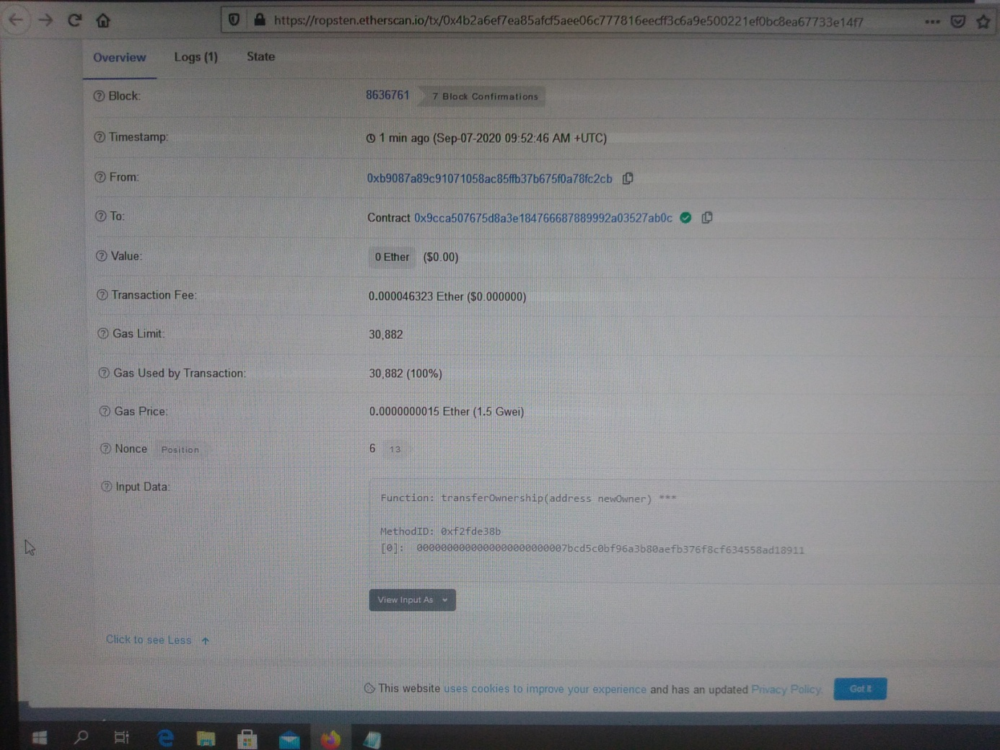 https://ropsten.etherscan.io/tx/0x4b2a6ef7ea85afcf5aee06c777816eecff3c6a9e500221ef0bc8ea67733e14f7
Overview Logs (1) State
Block: 8636761 7 Block Confirmations
Timestamp: 1 min ago (Sep-07-2020 09:52:46 AM +UTC)
From: 0xb9087a89c91071058ac85ffb37b675f0a78fc2cb
To: Contract 0x9cca507675d8a3e184766687889992a03527ab0c
Value: 0 Ether ($0.00)
Transaction Fee: 0.000046323 Ether ($0.000000)
Gas Limit: 30,882
Gas Used by Transaction: 30,882 (100%)
Gas Price: 0.0000000015 Ether (1.5 Gwei)
Nonce Position 6 13
Input Data:
Function: transferOwnership(address newOwner) ***
MethodID: 0xf2fde38b
[0]: 0000000000000000000000007bcd5c0bf96a3b80aefb376f8cf634558ad18911
View Input As
Click to see Less
This website uses cookies to improve your experience and has an updated Privacy Policy. Got It